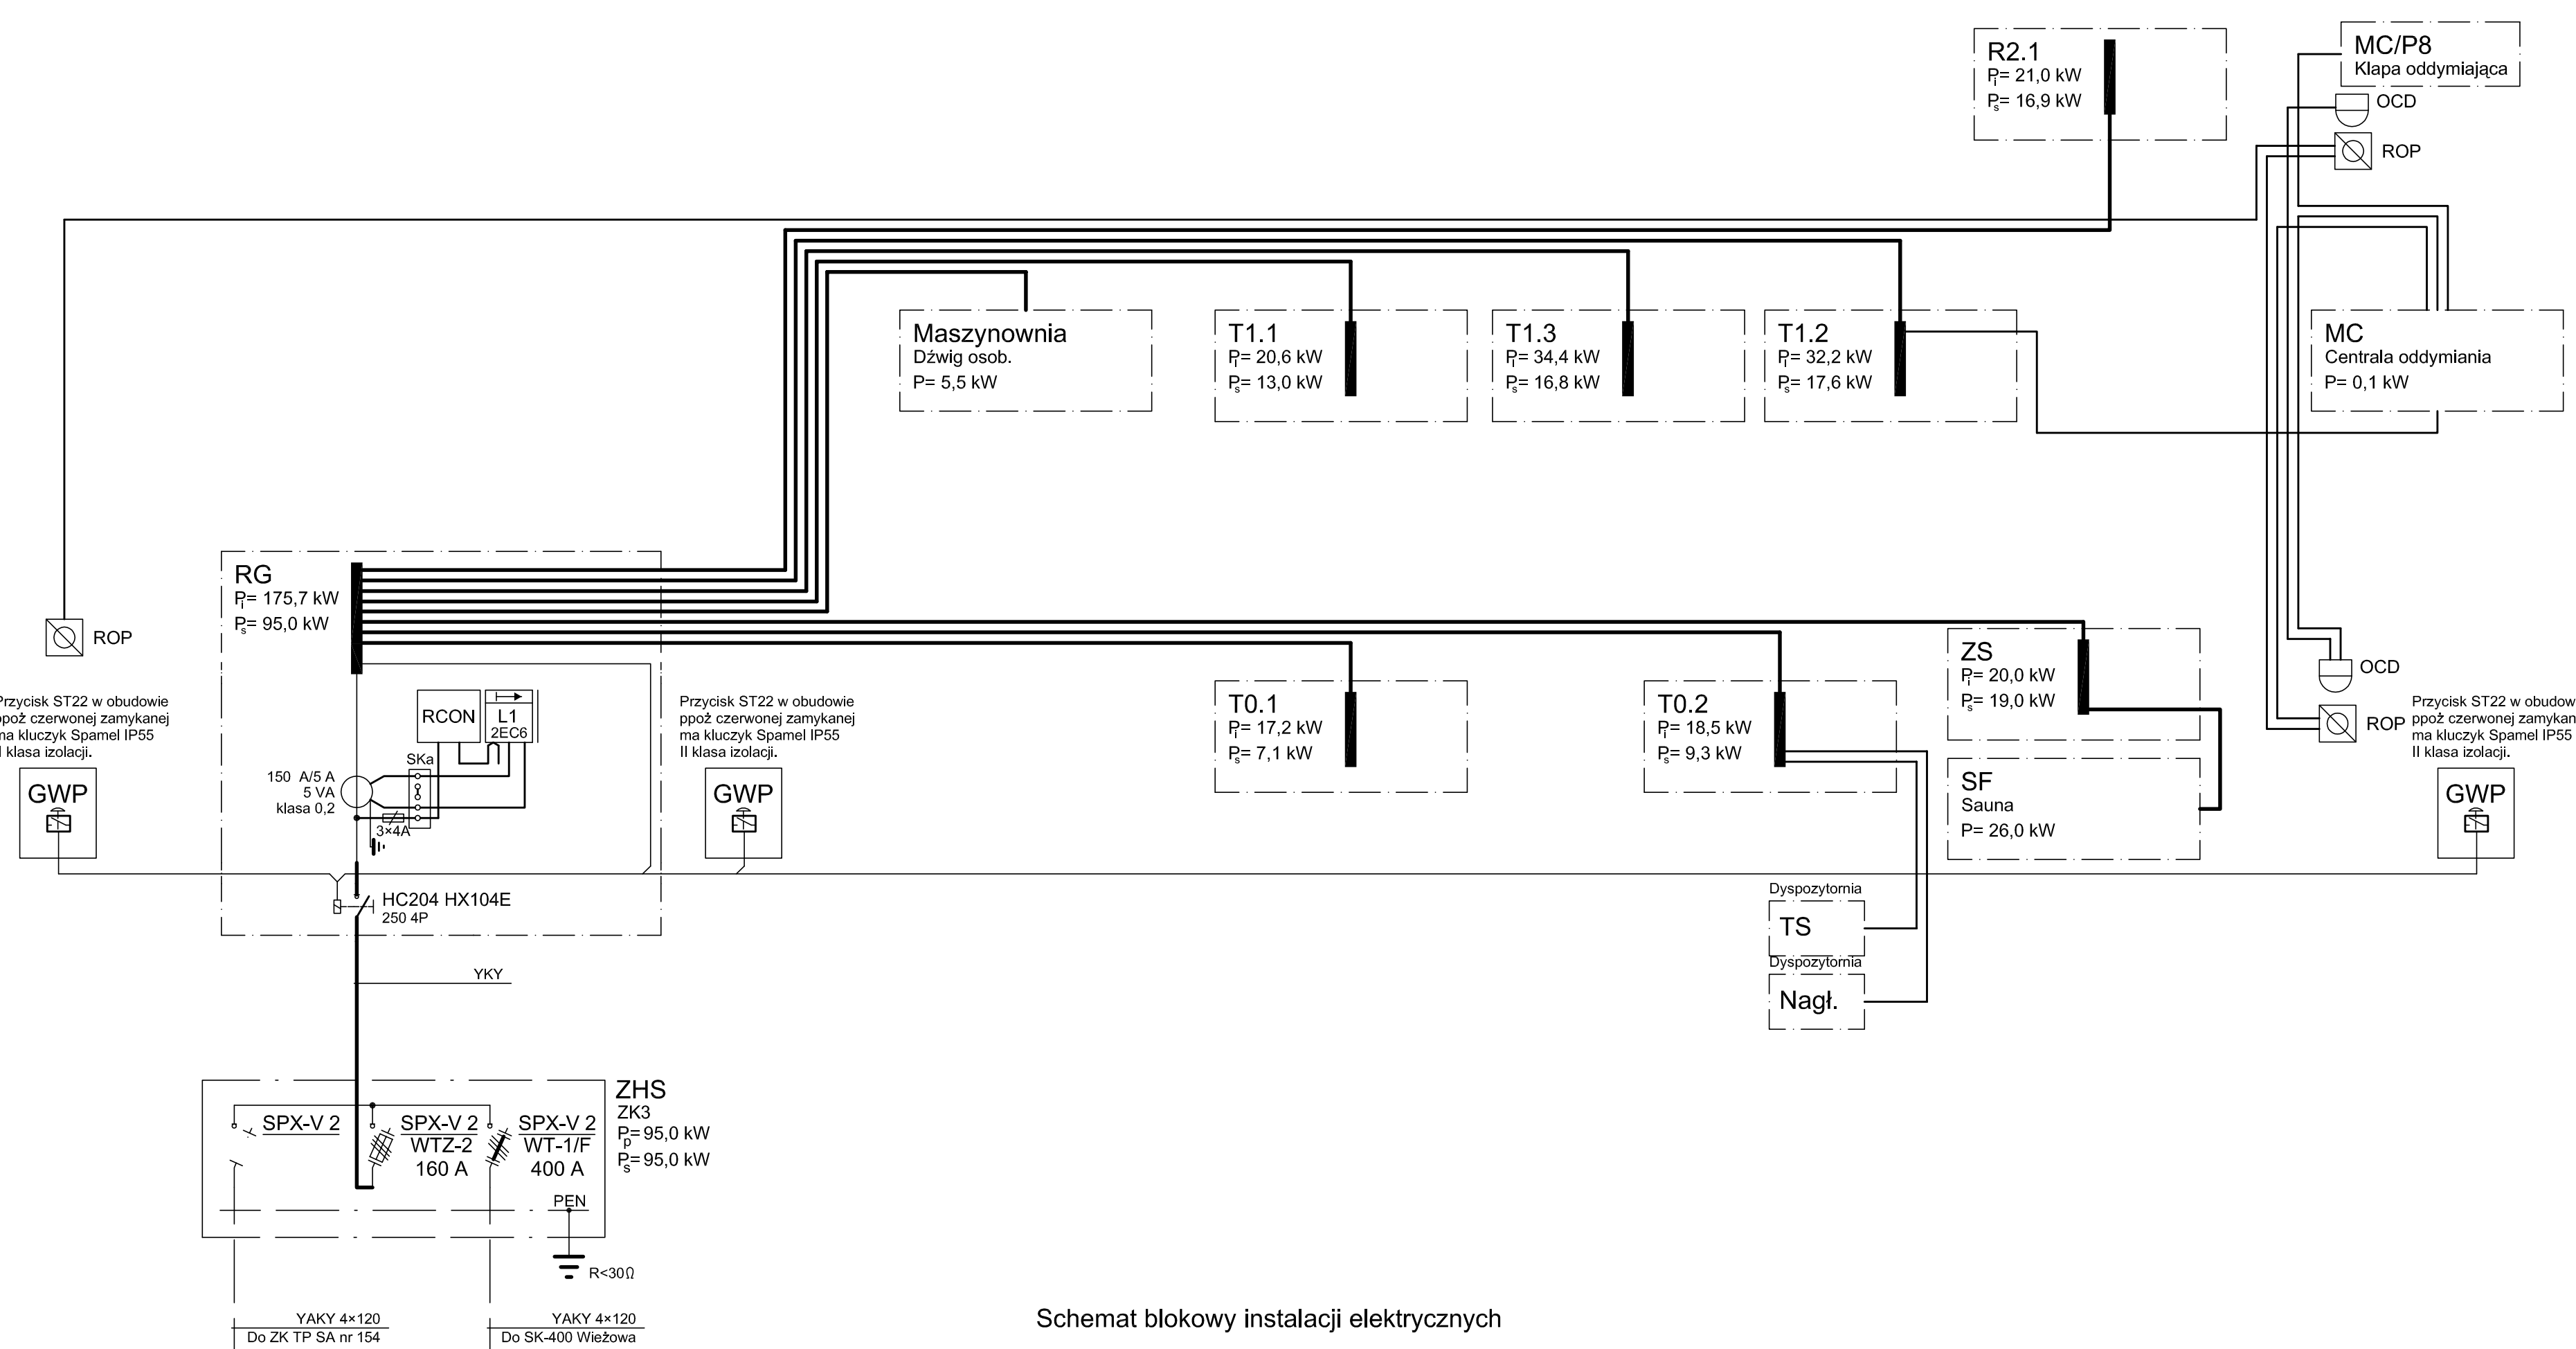 R2.1
Pi= 21,0 kW
Ps= 16,9 kW
MC/P8
Klapa oddymiająca
OCD
ROP
Maszynownia
Dźwig osob.
P= 5,5 kW
T1.1
Pi= 20,6 kW
Ps= 13,0 kW
T1.3
Pi= 34,4 kW
Ps= 16,8 kW
T1.2
Pi= 32,2 kW
Ps= 17,6 kW
MC
Centrala oddymiania
P= 0,1 kW
ROP
RG
Pi= 175,7 kW
Ps= 95,0 kW
Przycisk ST22 w obudowie
ppoż czerwonej zamykanej
ma kluczyk Spamel IP55
II klasa izolacji.
GWP
RCON
L1
2EC6
SKa
150 A/5 A
5 VA
klasa 0,2
3×4A
HC204 HX104E
250 4P
Przycisk ST22 w obudowie
ppoż czerwonej zamykanej
ma kluczyk Spamel IP55
II klasa izolacji.
GWP
T0.1
Pi= 17,2 kW
Ps= 7,1 kW
T0.2
Pi= 18,5 kW
Ps= 9,3 kW
ZS
Pi= 20,0 kW
Ps= 19,0 kW
SF
Sauna
P= 26,0 kW
OCD
ROP
Przycisk ST22 w obudow
ppoż czerwonej zamykan
ma kluczyk Spamel IP55
II klasa izolacji.
GWP
Dyspozytornia
TS
Dyspozytornia
Nagł.
YKY
ZHS
ZK3
Pp= 95,0 kW
Ps= 95,0 kW
SPX-V 2
SPX-V 2
WTZ-2
160 A
SPX-V 2
WT-1/F
400 A
PEN
R<30Ω
YAKY 4×120
Do ZK TP SA nr 154
YAKY 4×120
Do SK-400 Wieżowa
Schemat blokowy instalacji elektrycznych